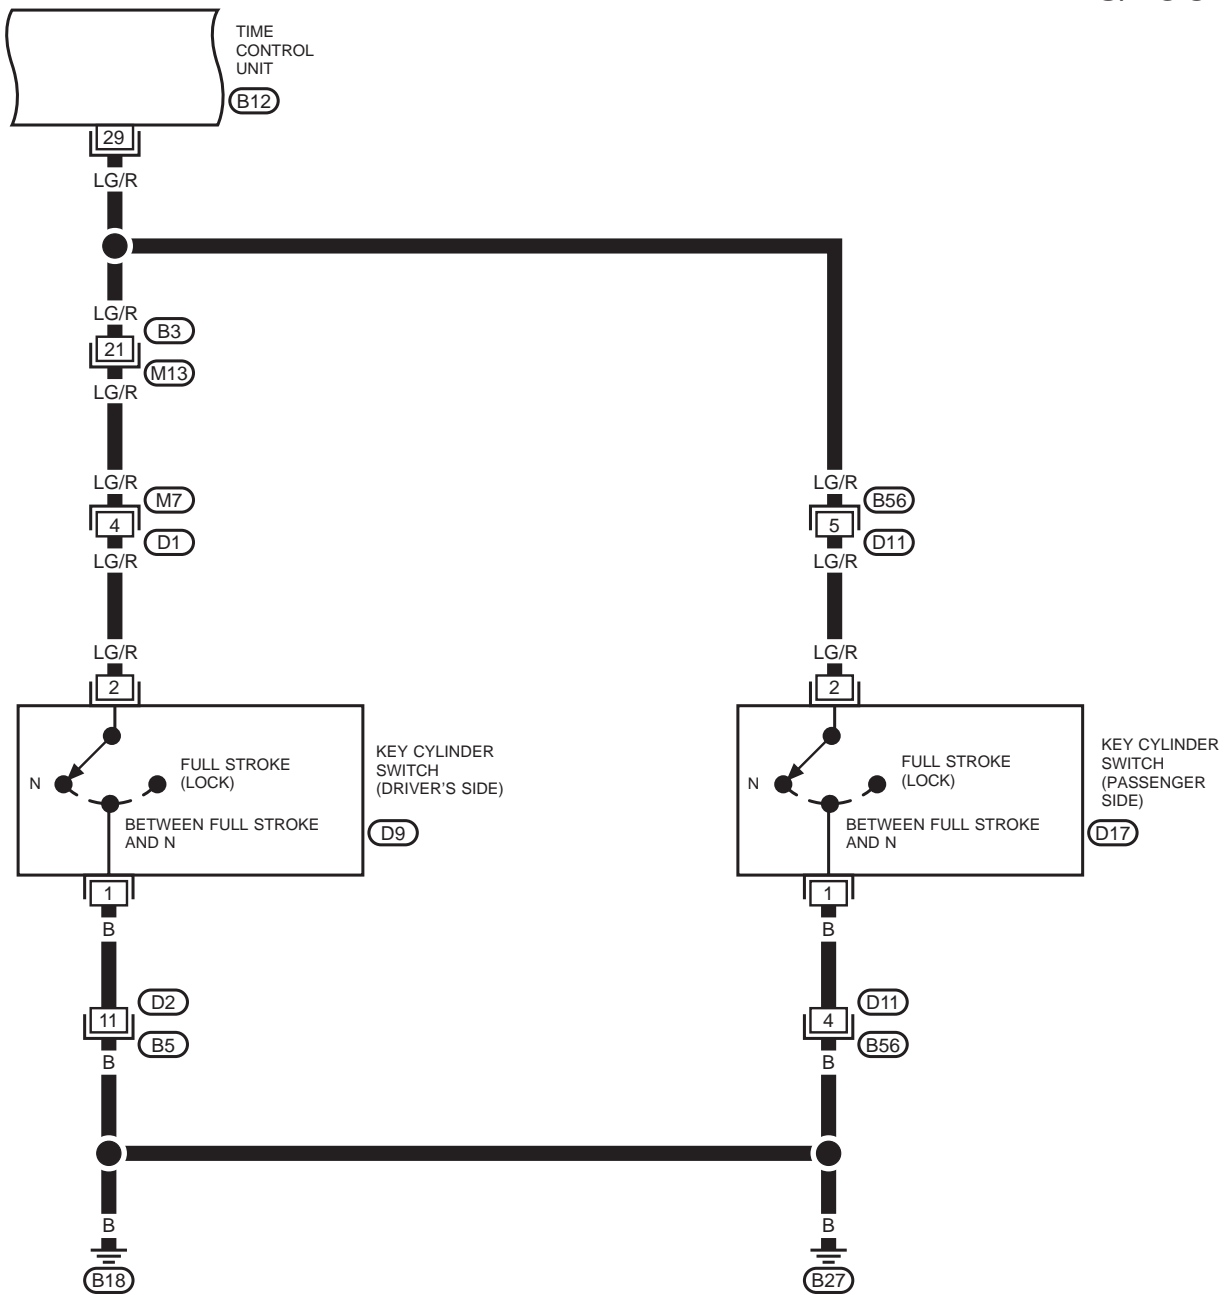 TIME
CONTROL
UNIT
B12
29
LG/R
LG/R
B3
21
M13
LG/R
LG/R
M7
4
D1
LG/R
LG/R
B56
5
D11
LG/R
LG/R
2
LG/R
2
N
FULL STROKE
(LOCK)
BETWEEN FULL STROKE
AND N
KEY CYLINDER
SWITCH
(DRIVER'S SIDE)
D9
N
FULL STROKE
(LOCK)
BETWEEN FULL STROKE
AND N
KEY CYLINDER
SWITCH
(PASSENGER
SIDE)
D17
1
B
D2
11
B5
B
1
B
D11
4
B56
B
B
B18
B
B27